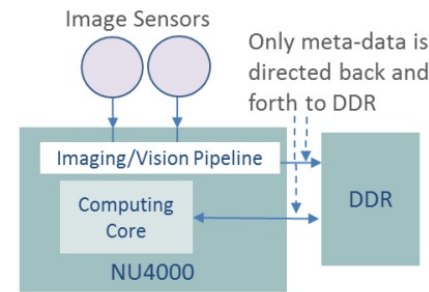 Image Sensors
Only meta-data is
directed back and
forth to DDR
Imaging/Vision Pipeline
Computing
Core
DDR
NU4000